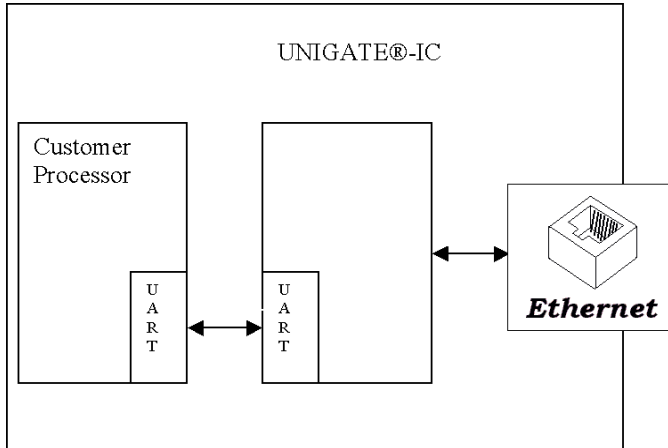 UNIGATE®-IC
Customer
Processor
U
A
R
T
U
A
R
T
Ethernet